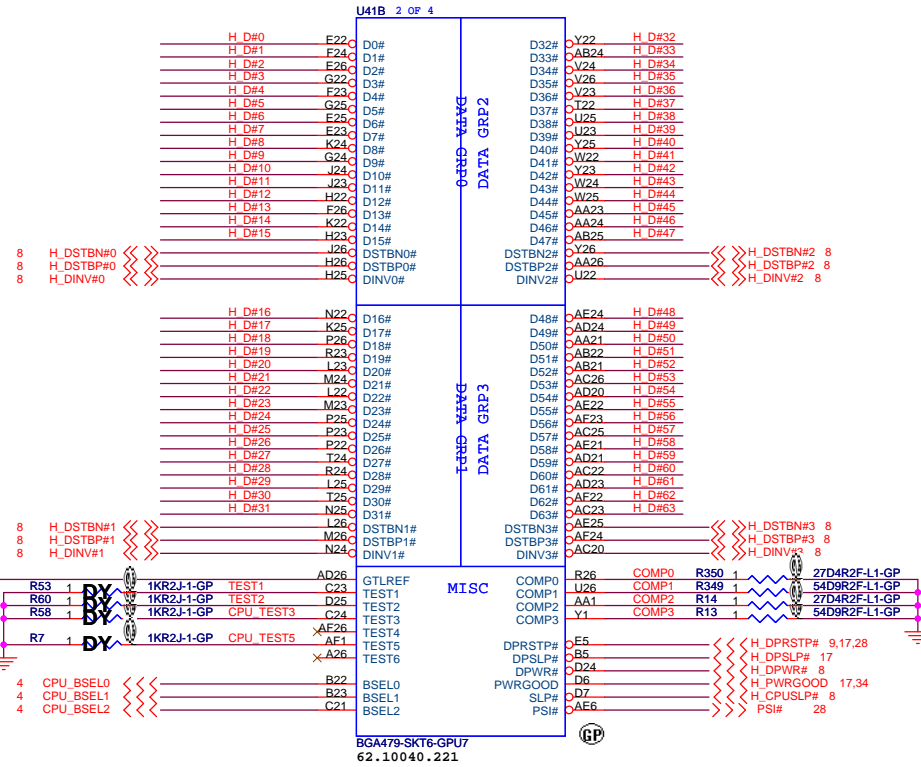 U41B 2 OF 4
H_D#0 E22 D0# D32# Y22 H_D#32
H_D#1 F24 D1# D33# AB24 H_D#33
H_D#2 E26 D2# D34# V24 H_D#34
H_D#3 G22 D3# D35# V26 H_D#35
H_D#4 F23 D4# D36# V23 H_D#36
H_D#5 G25 D5# D37# T22 H_D#37
H_D#6 E25 D6# D38# U25 H_D#38
H_D#7 E23 D7# D39# U23 H_D#39
H_D#8 K24 D8# D40# Y25 H_D#40
H_D#9 G24 D9# D41# W22 H_D#41
H_D#10 J24 D10# D42# Y23 H_D#42
H_D#11 J23 D11# D43# W24 H_D#43
H_D#12 H22 D12# D44# W25 H_D#44
H_D#13 F26 D13# D45# AA23 H_D#45
H_D#14 K22 D14# D46# AA24 H_D#46
H_D#15 H23 D15# D47# AB25 H_D#47
8 H_DSTBN#0 J26 DSTBN0# DSTBN2# Y26 H_DSTBN#2 8
8 H_DSTBP#0 H26 DSTBP0# DSTBP2# AA26 H_DSTBP#2 8
8 H_DINV#0 H25 DINV0# DINV2# U22 H_DINV#2 8
DATA GRP0
DATA GRP2
H_D#16 N22 D16# D48# AE24 H_D#48
H_D#17 K25 D17# D49# AD24 H_D#49
H_D#18 P26 D18# D50# AA21 H_D#50
H_D#19 R23 D19# D51# AB22 H_D#51
H_D#20 L23 D20# D52# AB21 H_D#52
H_D#21 M24 D21# D53# AC26 H_D#53
H_D#22 L22 D22# D54# AD20 H_D#54
H_D#23 M23 D23# D55# AE22 H_D#55
H_D#24 P25 D24# D56# AF23 H_D#56
H_D#25 P23 D25# D57# AC25 H_D#57
H_D#26 P22 D26# D58# AE21 H_D#58
H_D#27 T24 D27# D59# AD21 H_D#59
H_D#28 R24 D28# D60# AC22 H_D#60
H_D#29 L25 D29# D61# AD23 H_D#61
H_D#30 T25 D30# D62# AF22 H_D#62
H_D#31 N25 D31# D63# AC23 H_D#63
8 H_DSTBN#1 L26 DSTBN1# DSTBN3# AE25 H_DSTBN#3 8
8 H_DSTBP#1 M26 DSTBP1# DSTBP3# AF24 H_DSTBP#3 8
8 H_DINV#1 N24 DINV1# DINV3# AC20 H_DINV#3 8
DATA GRP1
DATA GRP3
MISC
AD26 GTLREF COMP0 R26 COMP0 R350 1 27D4R2F-L1-GP
R53 1 DY 1KR2J-1-GP TEST1 C23 TEST1 COMP1 U26 COMP1 R349 1 54D9R2F-L1-GP
R60 1 DY 1KR2J-1-GP TEST2 D25 TEST2 COMP2 AA1 COMP2 R14 1 27D4R2F-L1-GP
R58 1 DY 1KR2J-1-GP CPU_TEST3 C24 TEST3 COMP3 Y1 COMP3 R13 1 54D9R2F-L1-GP
AF26 TEST4
R7 1 DY 1KR2J-1-GP CPU_TEST5 AF1 TEST5 DPRSTP# E5 H_DPRSTP# 9,17,28
A26 TEST6 DPSLP# B5 H_DPSLP# 17
DPWR# D24 H_DPWR# 8
4 CPU_BSEL0 B22 BSEL0 PWRGOOD D6 H_PWRGOOD 17,34
4 CPU_BSEL1 B23 BSEL1 SLP# D7 H_CPUSLP# 8
4 CPU_BSEL2 C21 BSEL2 PSI# AE6 PSI# 28
GP
BGA479-SKT6-GPU7
62.10040.221